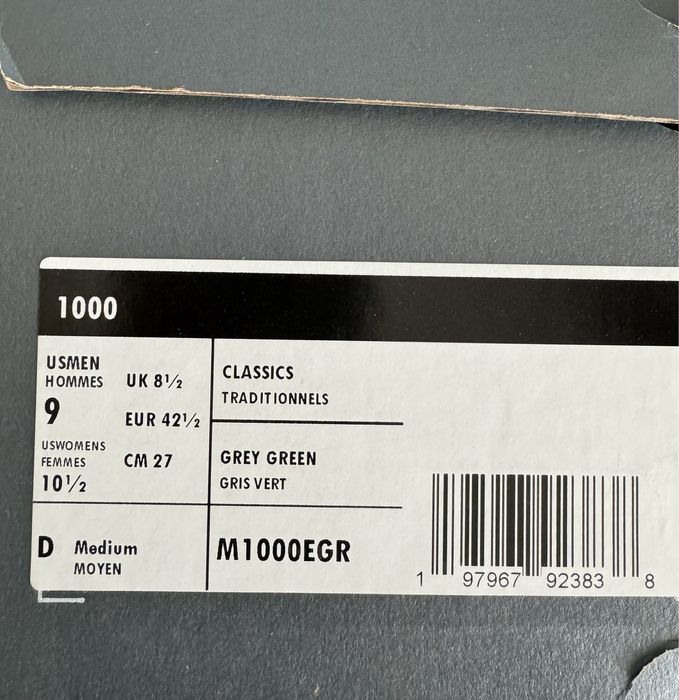 1000
USMEN
HOMMES
9
UK 8½
EUR 42½
USWOMENS
FEMMES
10½
CM 27
CLASSICS
TRADITIONNELS
GREY GREEN
GRIS VERT
D Medium
MOYEN
M1000EGR
1 97967 92383 8